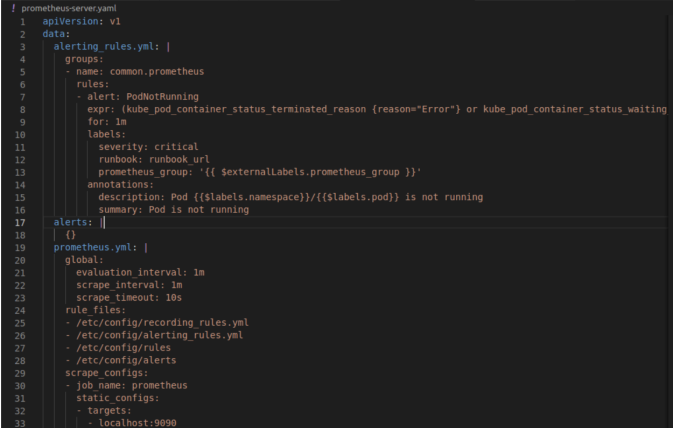 ! prometheus-server.yaml
1 apiVersion: v1
2 data:
3   alerting_rules.yml: |
4     groups:
5     - name: common.prometheus
6       rules:
7       - alert: PodNotRunning
8         expr: (kube_pod_container_status_terminated_reason {reason="Error"} or kube_pod_container_status_waiting
9         for: 1m
10         labels:
11           severity: critical
12           runbook: runbook_url
13           prometheus_group: '{{ $externalLabels.prometheus_group }}'
14         annotations:
15           description: Pod {{$labels.namespace}}/{{$labels.pod}} is not running
16           summary: Pod is not running
17   alerts: |
18     {}
19   prometheus.yml: |
20     global:
21       evaluation_interval: 1m
22       scrape_interval: 1m
23       scrape_timeout: 10s
24     rule_files:
25     - /etc/config/recording_rules.yml
26     - /etc/config/alerting_rules.yml
27     - /etc/config/rules
28     - /etc/config/alerts
29     scrape_configs:
30     - job_name: prometheus
31       static_configs:
32       - targets:
33         - localhost:9090